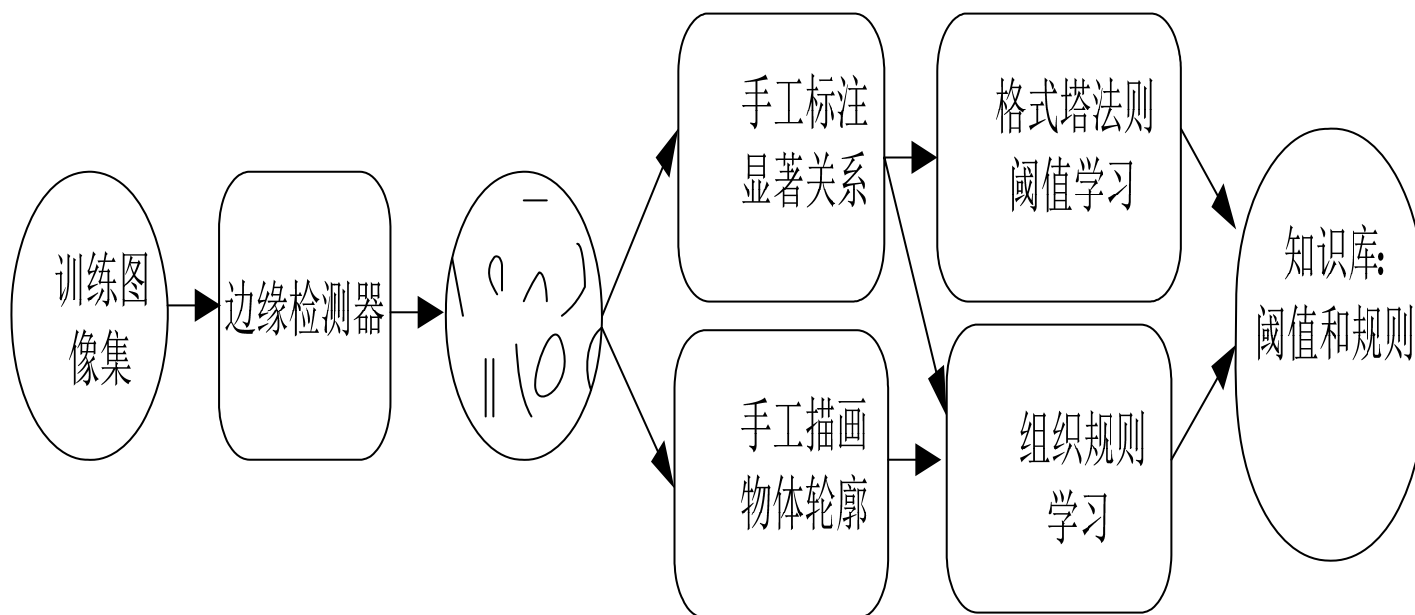 训练图
像集
边缘检测器
手工标注
显著关系
手工描画
物体轮廓
格式塔法则
阈值学习
组织规则
学习
知识库:
阈值和规则